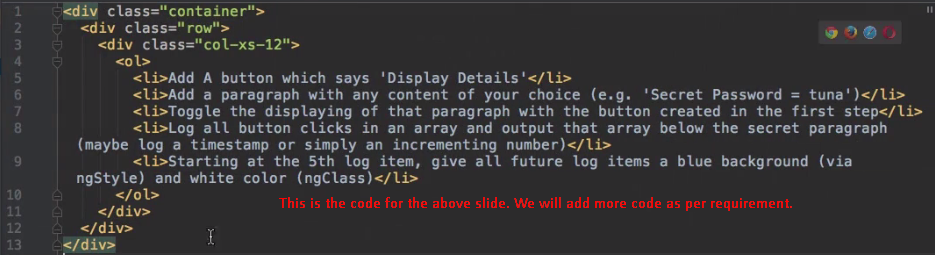 1 <div class="container">
2 <div class="row">
3 <div class="col-xs-12">
4 <ol>
5 <li>Add A button which says 'Display Details'</li>
6 <li>Add a paragraph with any content of your choice (e.g. 'Secret Password = tuna')</li>
7 <li>Toggle the displaying of that paragraph with the button created in the first step</li>
8 <li>Log all button clicks in an array and output that array below the secret paragraph
(maybe log a timestamp or simply an incrementing number)</li>
9 <li>Starting at the 5th log item, give all future log items a blue background (via
ngStyle) and white color (ngClass)</li>
10 </ol>
This is the code for the above slide. We will add more code as per requirement.
11 </div>
12 </div>
13 </div>